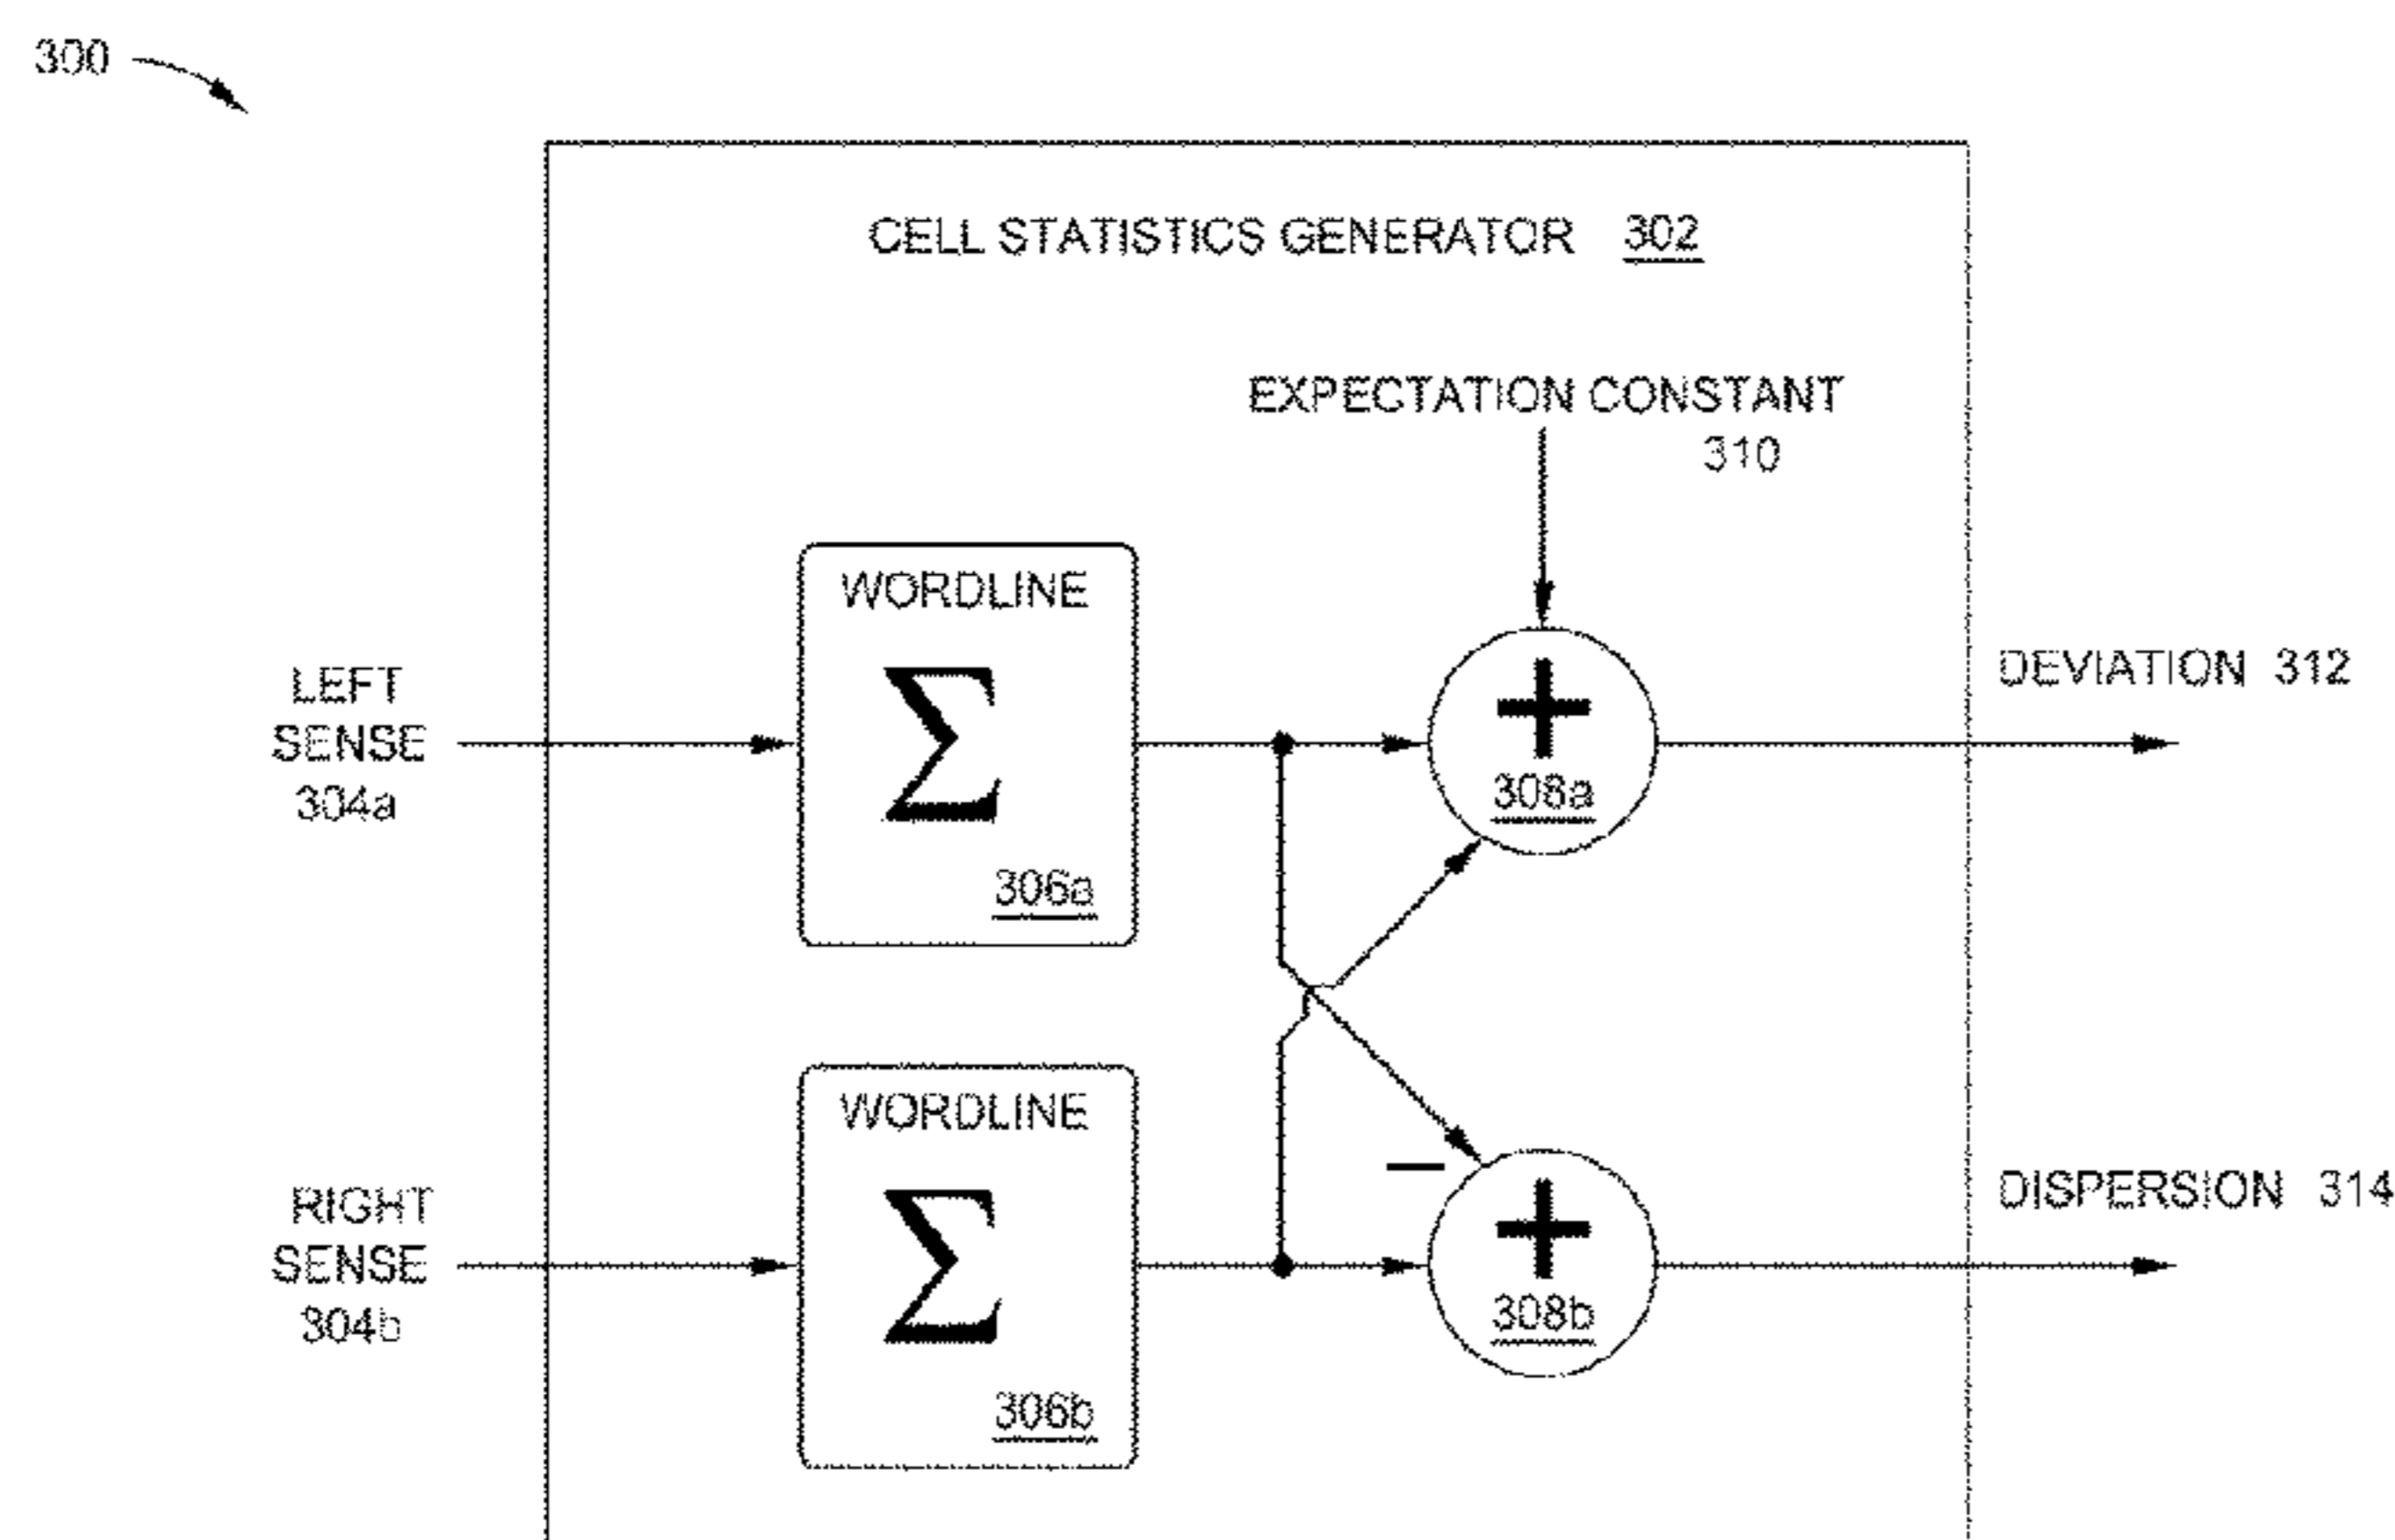 300
CELL STATISTICS GENERATOR 302
EXPECTATION CONSTANT
310
WORDLINE
Σ
306a
LEFT
SENSE
304a
+
308a
DEVIATION 312
WORDLINE
Σ
306b
RIGHT
SENSE
304b
−
+
308b
DISPERSION 314